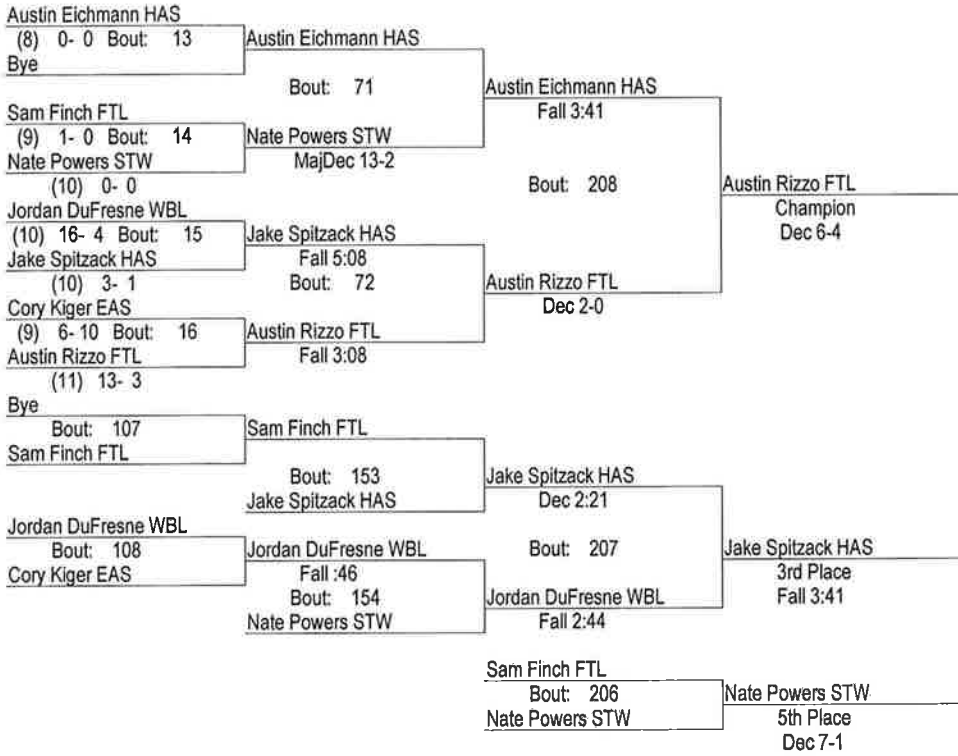 Austin Eichmann HAS
(8) 0- 0 Bout: 13
Bye
Sam Finch FTL
(9) 1- 0 Bout: 14
Nate Powers STW
(10) 0- 0
Jordan DuFresne WBL
(10) 16- 4 Bout: 15
Jake Spitzack HAS
(10) 3- 1
Cory Kiger EAS
(9) 6- 10 Bout: 16
Austin Rizzo FTL
(11) 13- 3
Austin Eichmann HAS
Bout: 71
Nate Powers STW
MajDec 13-2
Jake Spitzack HAS
Fall 5:08
Bout: 72
Austin Rizzo FTL
Fall 3:08
Austin Eichmann HAS
Fall 3:41
Bout: 208
Austin Rizzo FTL
Dec 2-0
Austin Rizzo FTL
Champion
Dec 6-4
Bye
Bout: 107
Sam Finch FTL
Jordan DuFresne WBL
Bout: 108
Cory Kiger EAS
Sam Finch FTL
Bout: 153
Jake Spitzack HAS
Jordan DuFresne WBL
Fall :46
Bout: 154
Nate Powers STW
Jake Spitzack HAS
Dec 2:21
Bout: 207
Jordan DuFresne WBL
Fall 2:44
Jake Spitzack HAS
3rd Place
Fall 3:41
Sam Finch FTL
Bout: 206
Nate Powers STW
Nate Powers STW
5th Place
Dec 7-1